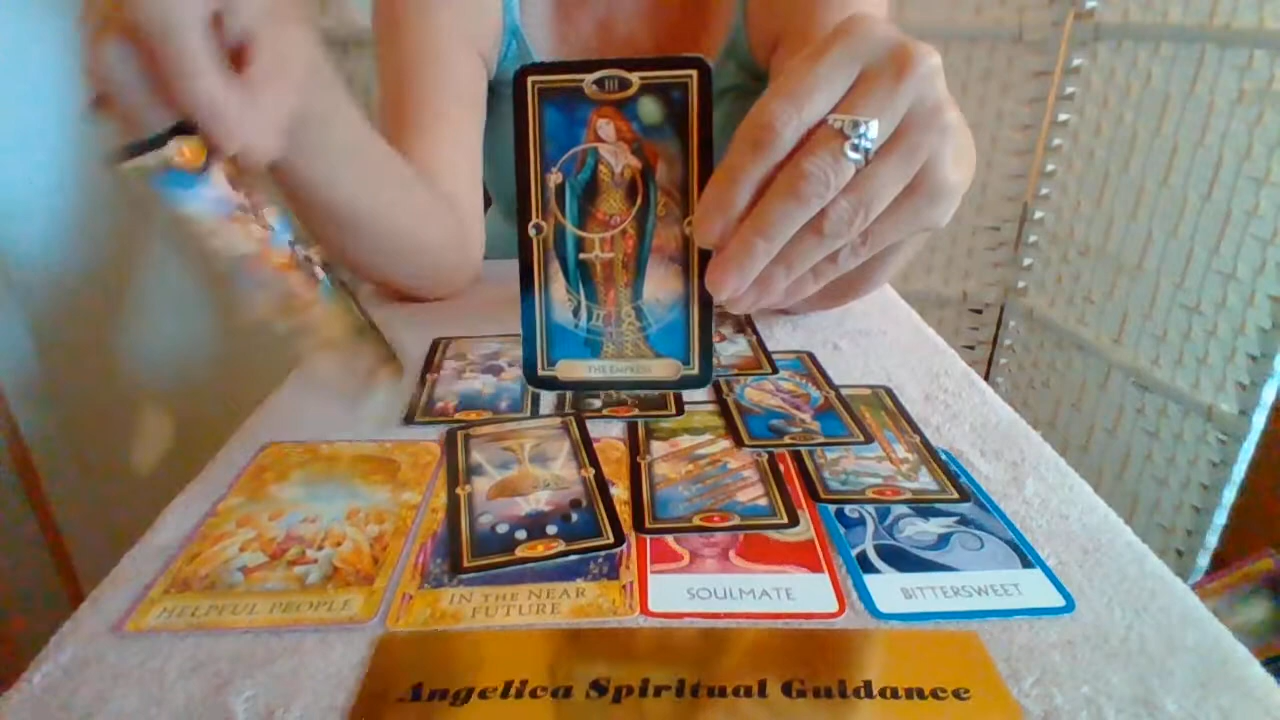 III
THE EMPRESS
HELPFUL PEOPLE
IN THE NEAR
FUTURE
SOULMATE
BITTERSWEET
Angelica Spiritual Guidance